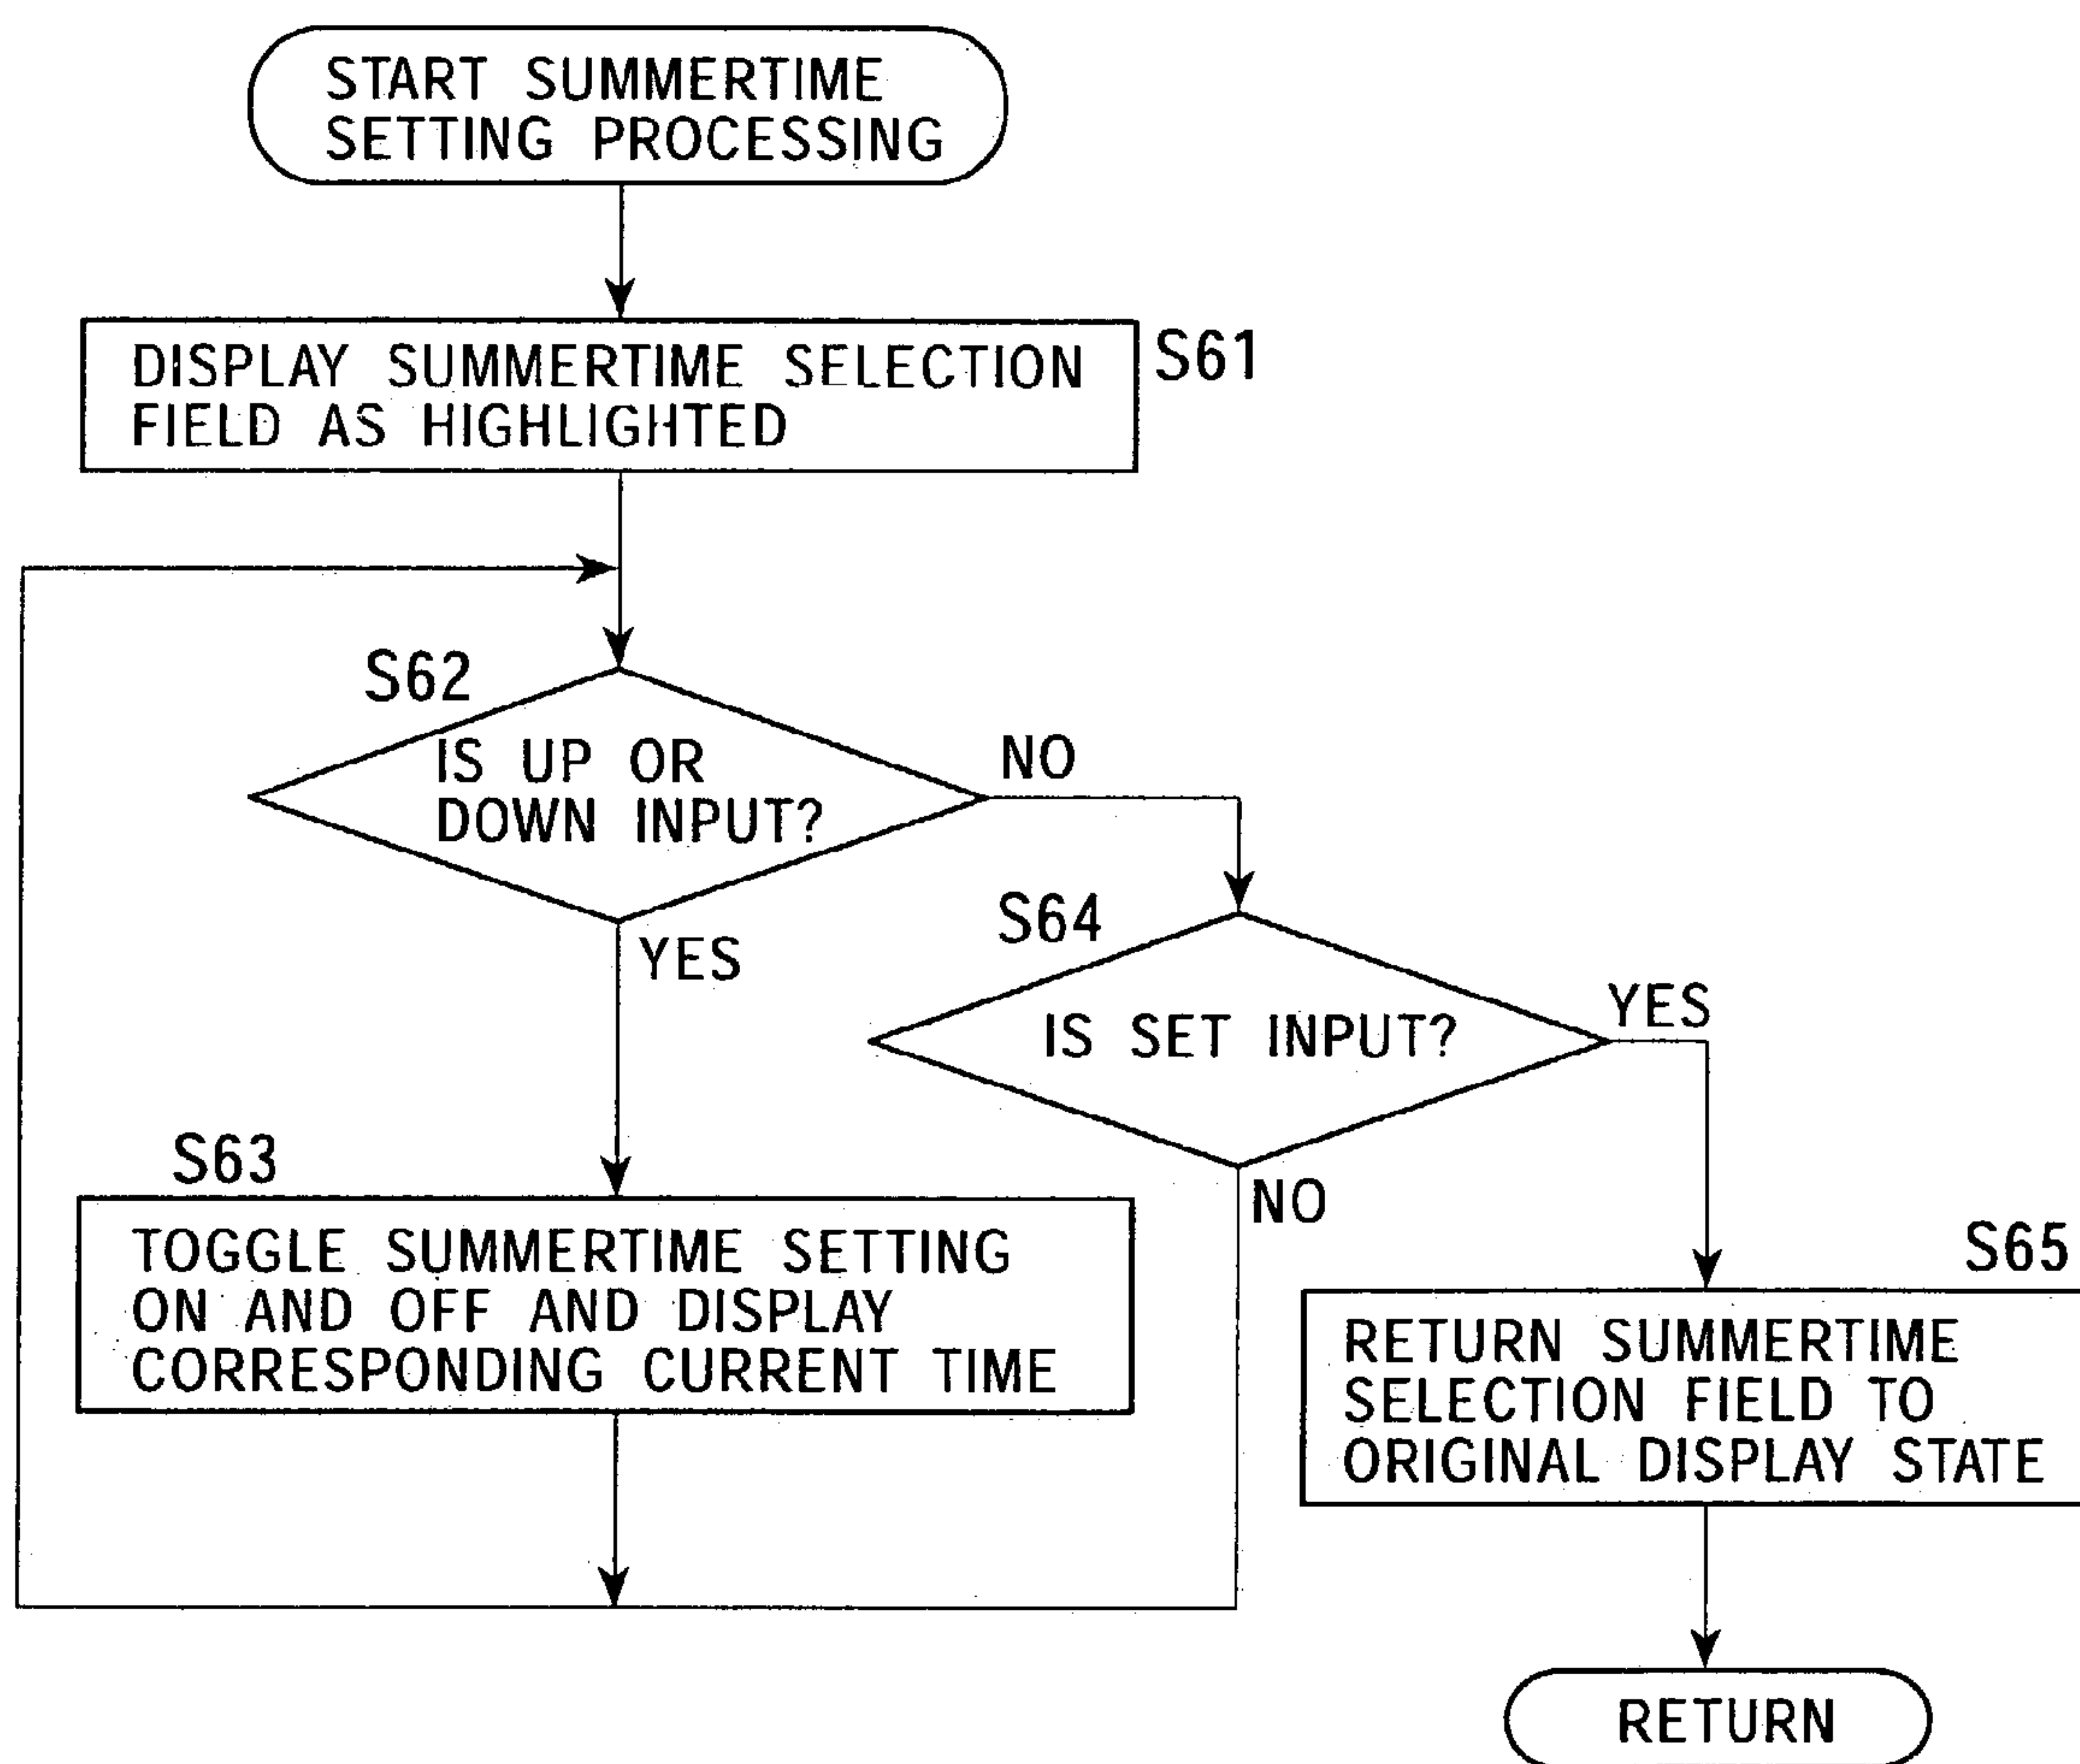 START SUMMERTIME
SETTING PROCESSING
DISPLAY SUMMERTIME SELECTION
FIELD AS HIGHLIGHTED
S61
S62
IS UP OR
DOWN INPUT?
NO
YES
S64
IS SET INPUT?
YES
NO
S63
TOGGLE SUMMERTIME SETTING
ON AND OFF AND DISPLAY
CORRESPONDING CURRENT TIME
S65
RETURN SUMMERTIME
SELECTION FIELD TO
ORIGINAL DISPLAY STATE
RETURN